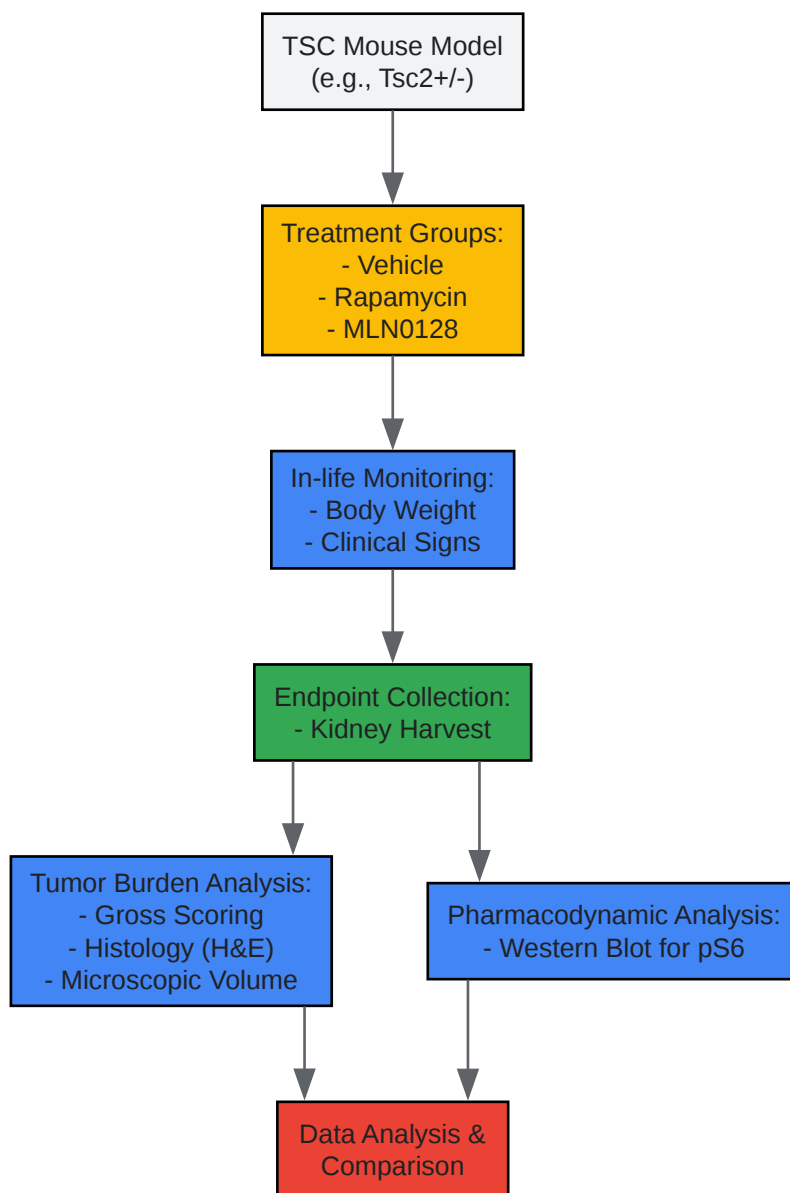 TSC Mouse Model
(e.g., Tsc2+/-)
Treatment Groups:
- Vehicle
- Rapamycin
- MLN0128
In-life Monitoring:
- Body Weight
- Clinical Signs
Endpoint Collection:
- Kidney Harvest
Tumor Burden Analysis:
- Gross Scoring
- Histology (H&E)
- Microscopic Volume
Pharmacodynamic Analysis:
- Western Blot for pS6
Data Analysis &
Comparison